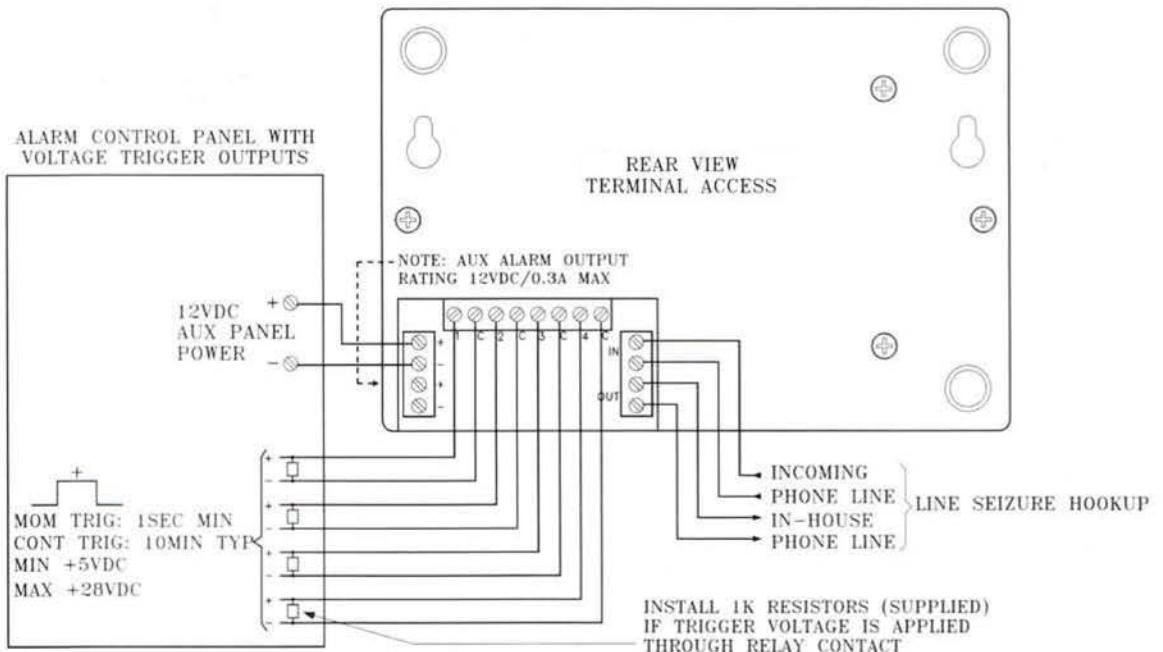 ALARM CONTROL PANEL WITH
VOLTAGE TRIGGER OUTPUTS
REAR VIEW
TERMINAL ACCESS
NOTE: AUX ALARM OUTPUT
RATING 12VDC/0.3A MAX
12VDC
AUX PANEL
POWER
+
-
1 C 2 C 3 C 4 C
+
-
+
-
IN
OUT
+
MOM TRIG: 1SEC MIN
CONT TRIG: 10MIN TYP
MIN +5VDC
MAX +28VDC
+
-
+
-
+
-
+
-
INCOMING
PHONE LINE
IN-HOUSE
PHONE LINE
LINE SEIZURE HOOKUP
INSTALL 1K RESISTORS (SUPPLIED)
IF TRIGGER VOLTAGE IS APPLIED
THROUGH RELAY CONTACT